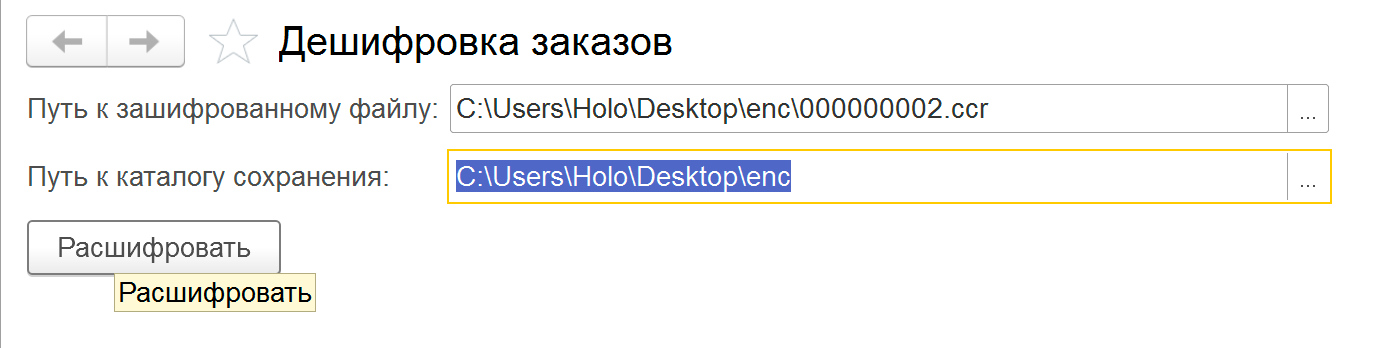 Дешифровка заказов
Путь к зашифрованному файлу: C:\Users\Holo\Desktop\enc\000000002.ccr ...
Путь к каталогу сохранения: C:\Users\Holo\Desktop\enc ...
Расшифровать
Расшифровать